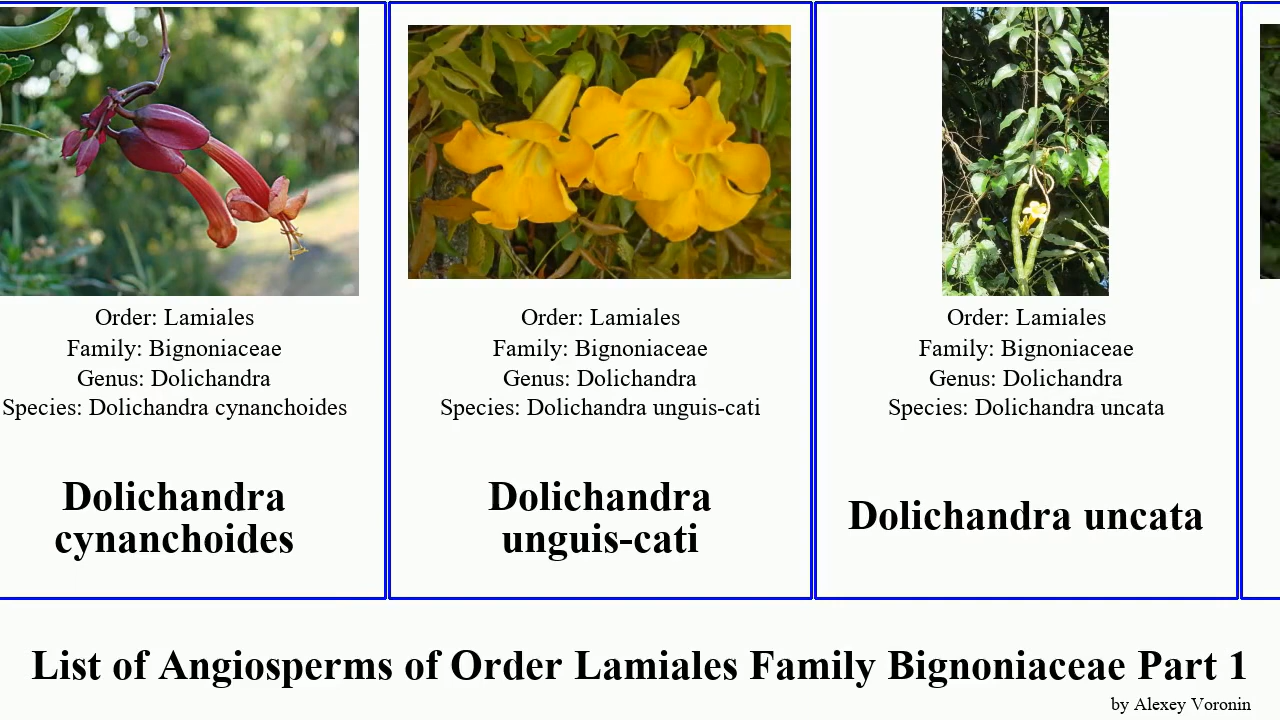 Order: Lamiales
Family: Bignoniaceae
Genus: Dolichandra
Species: Dolichandra cynanchoides
Dolichandra
cynanchoides
Order: Lamiales
Family: Bignoniaceae
Genus: Dolichandra
Species: Dolichandra unguis-cati
Dolichandra
unguis-cati
Order: Lamiales
Family: Bignoniaceae
Genus: Dolichandra
Species: Dolichandra uncata
Dolichandra uncata
List of Angiosperms of Order Lamiales Family Bignoniaceae Part 1
by Alexey Voronin